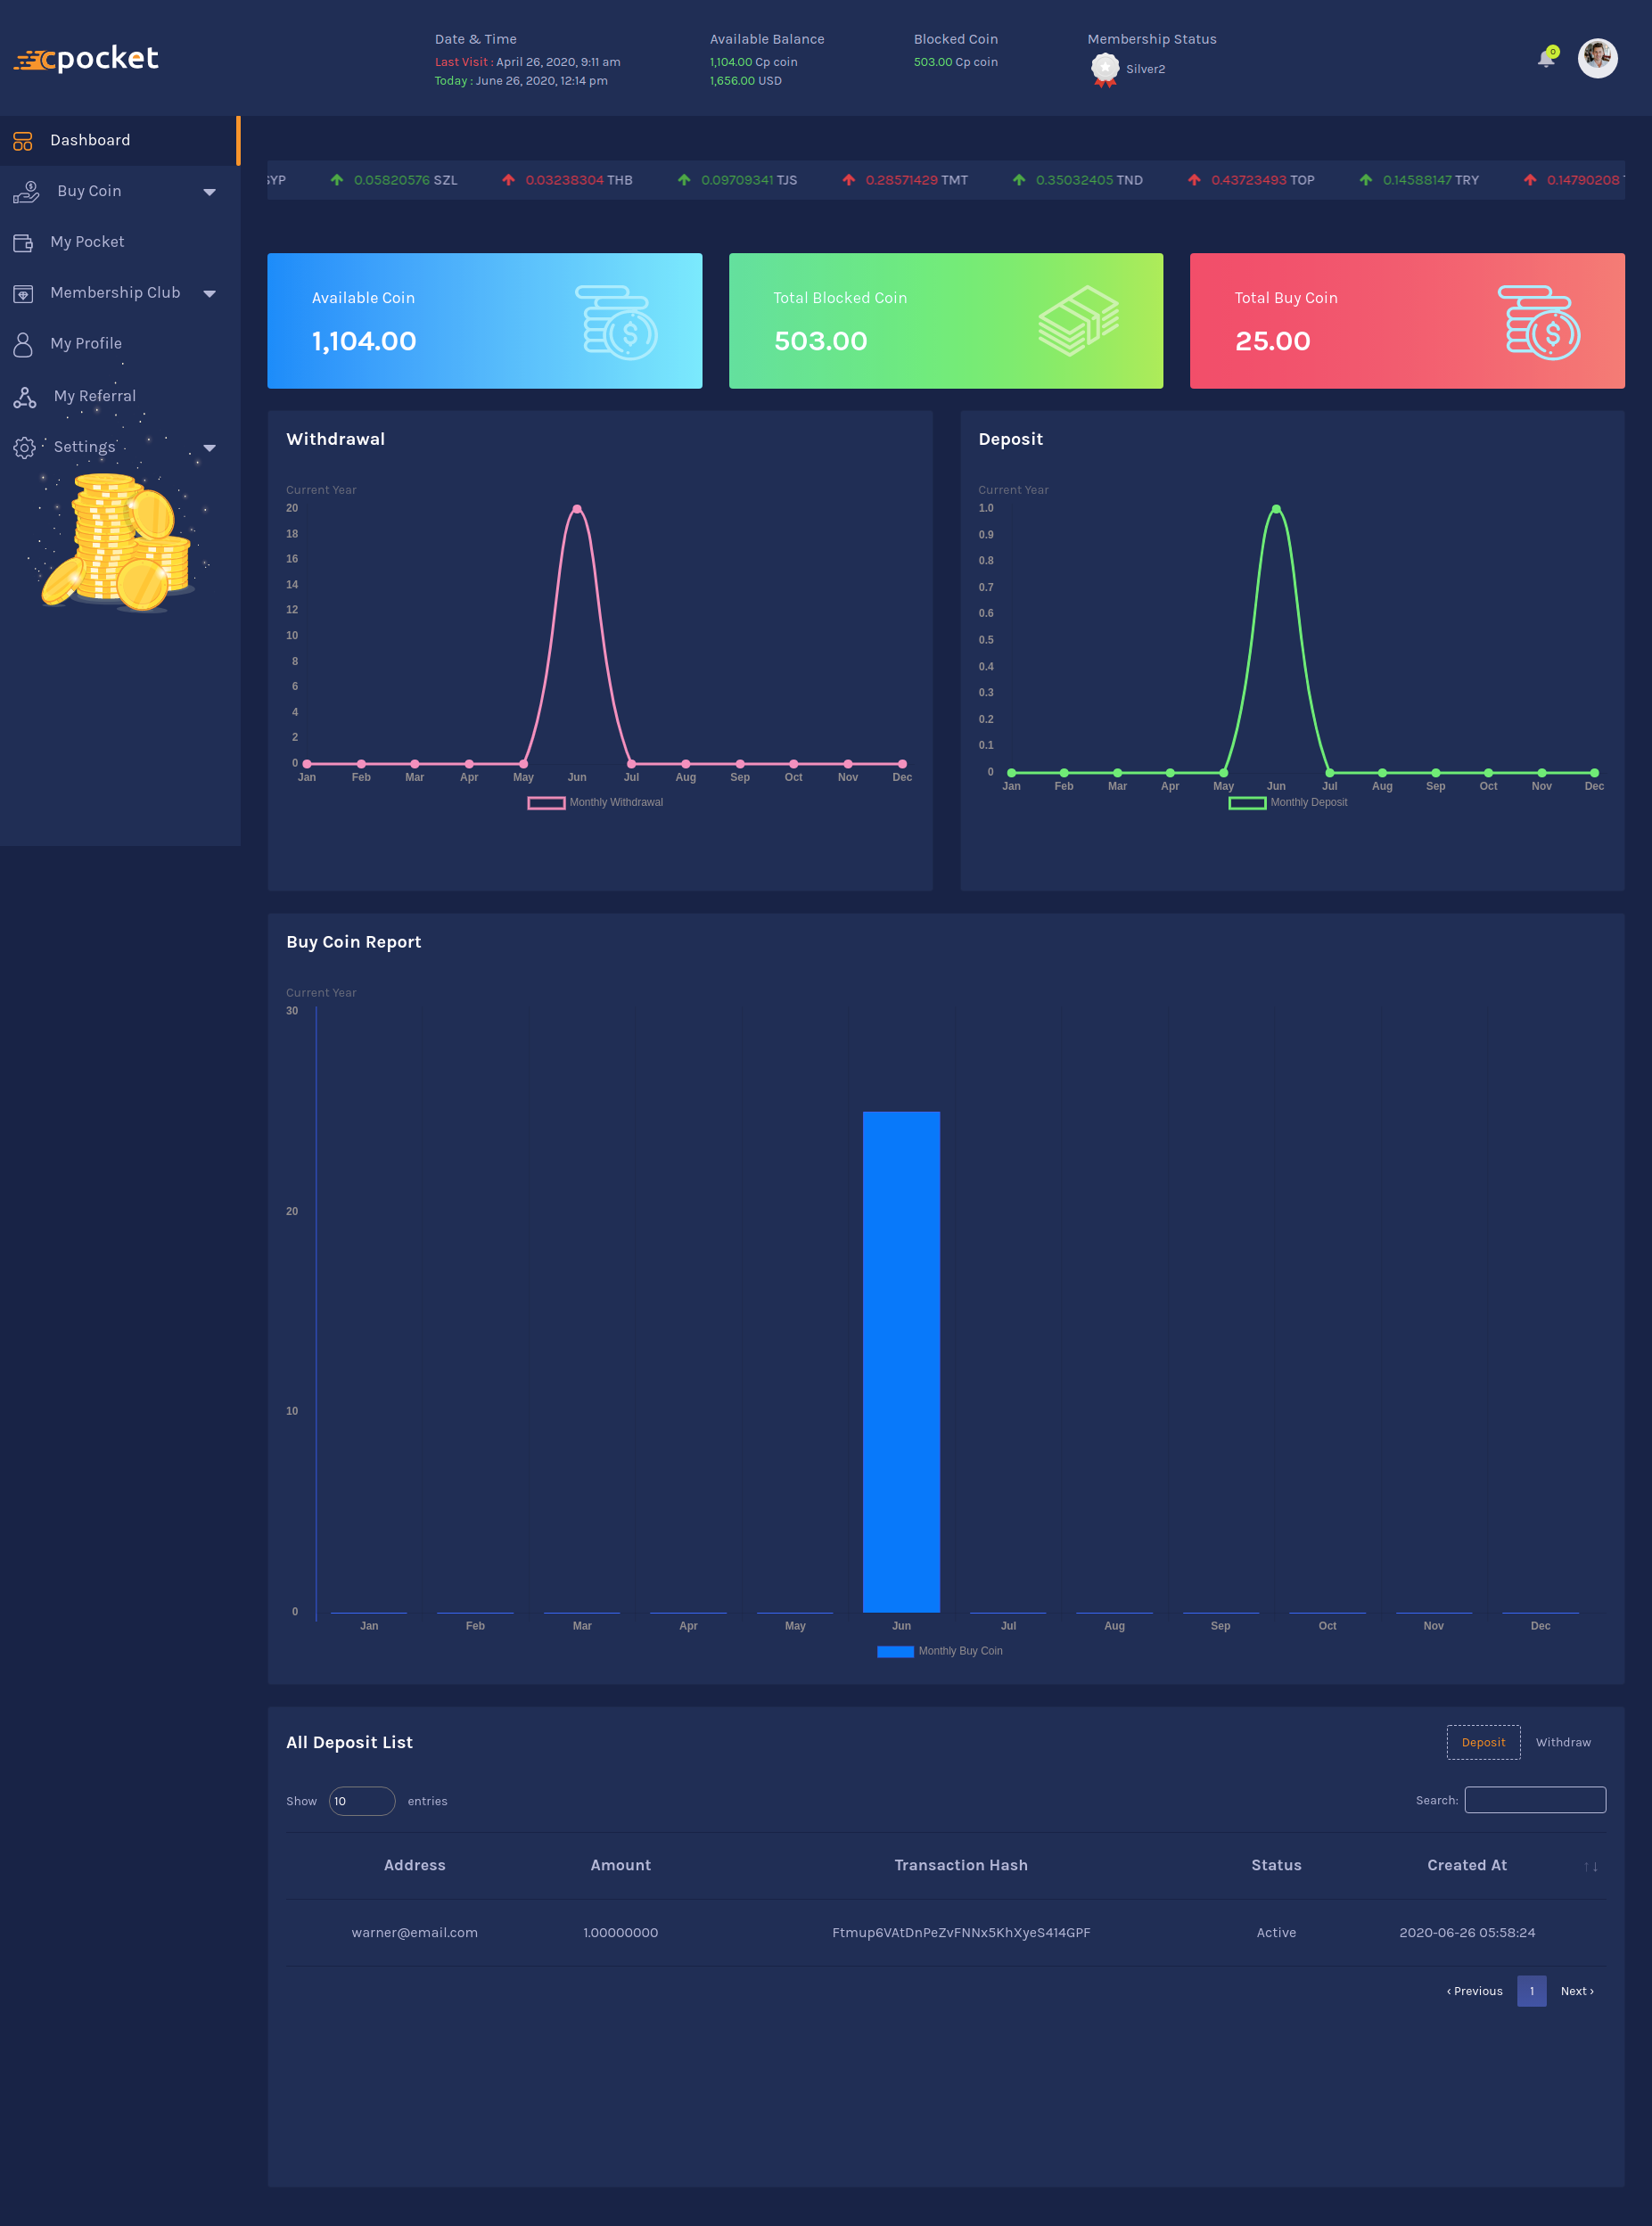 cpocket
Date & Time
Last Visit : April 26, 2020, 9:11 am
Today : June 26, 2020, 12:14 pm
Available Balance
1,104.00 Cp coin
1,656.00 USD
Blocked Coin
503.00 Cp coin
Membership Status
Silver2
0
Dashboard
Buy Coin
My Pocket
Membership Club
My Profile
My Referral
Settings
SYP 0.05820576 SZL 0.03238304 THB 0.09709341 TJS 0.28571429 TMT 0.35032405 TND 0.43723493 TOP 0.14588147 TRY 0.14790208
Available Coin
1,104.00
Total Blocked Coin
503.00
Total Buy Coin
25.00
Withdrawal
Current Year
20
18
16
14
12
10
8
6
4
2
0
Jan Feb Mar Apr May Jun Jul Aug Sep Oct Nov Dec
Monthly Withdrawal
Deposit
Current Year
1.0
0.9
0.8
0.7
0.6
0.5
0.4
0.3
0.2
0.1
0
Jan Feb Mar Apr May Jun Jul Aug Sep Oct Nov Dec
Monthly Deposit
Buy Coin Report
Current Year
30
20
10
0
Jan Feb Mar Apr May Jun Jul Aug Sep Oct Nov Dec
Monthly Buy Coin
All Deposit List
Deposit Withdraw
Show 10 entries
Search:
Address Amount Transaction Hash Status Created At ↑↓
warner@email.com 1.00000000 Ftmup6VAtDnPeZvFNNx5KhXyeS414GPF Active 2020-06-26 05:58:24
‹ Previous 1 Next ›